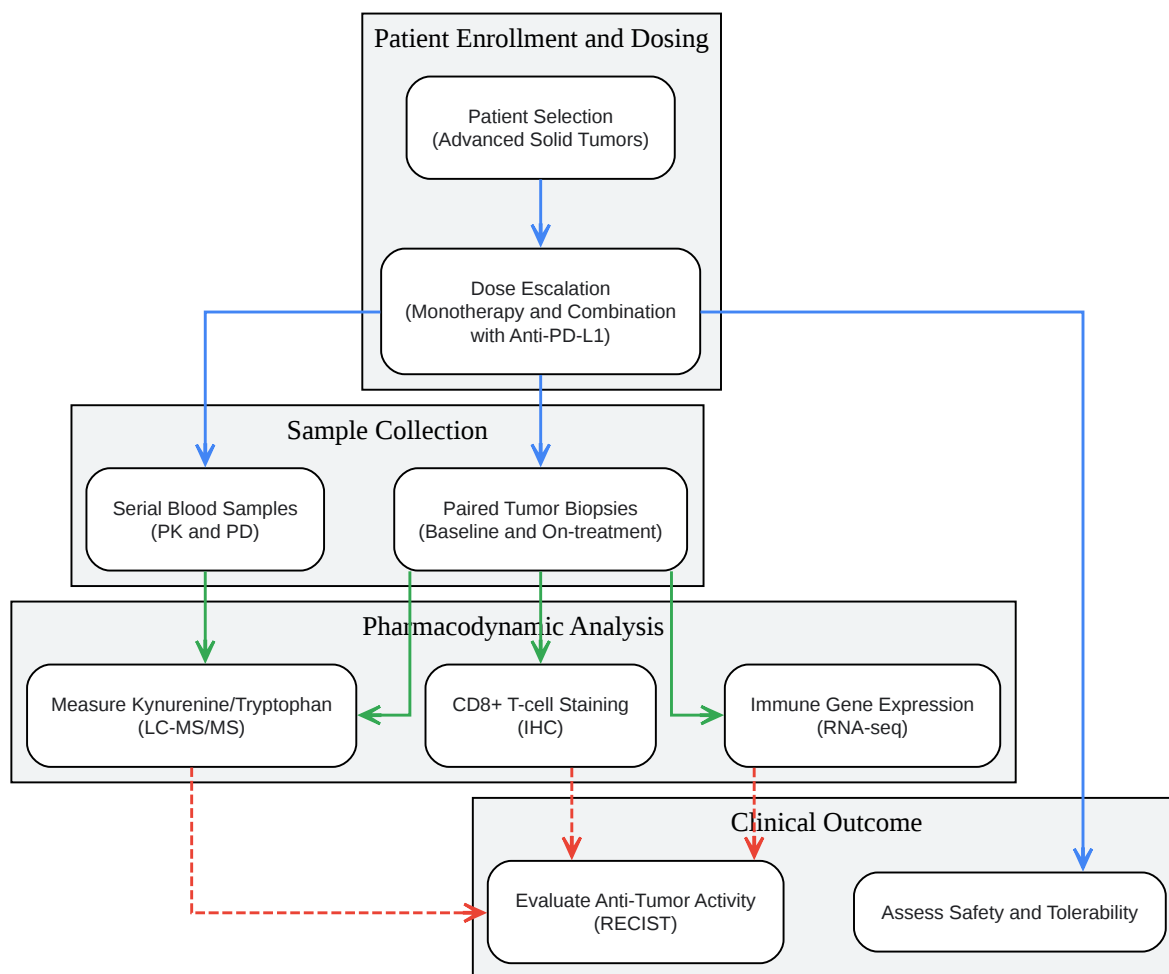 Patient Enrollment and Dosing
Patient Selection
(Advanced Solid Tumors)
Dose Escalation
(Monotherapy and Combination
with Anti-PD-L1)
Sample Collection
Serial Blood Samples
(PK and PD)
Paired Tumor Biopsies
(Baseline and On-treatment)
Pharmacodynamic Analysis
Measure Kynurenine/Tryptophan
(LC-MS/MS)
CD8+ T-cell Staining
(IHC)
Immune Gene Expression
(RNA-seq)
Clinical Outcome
Evaluate Anti-Tumor Activity
(RECIST)
Assess Safety and Tolerability